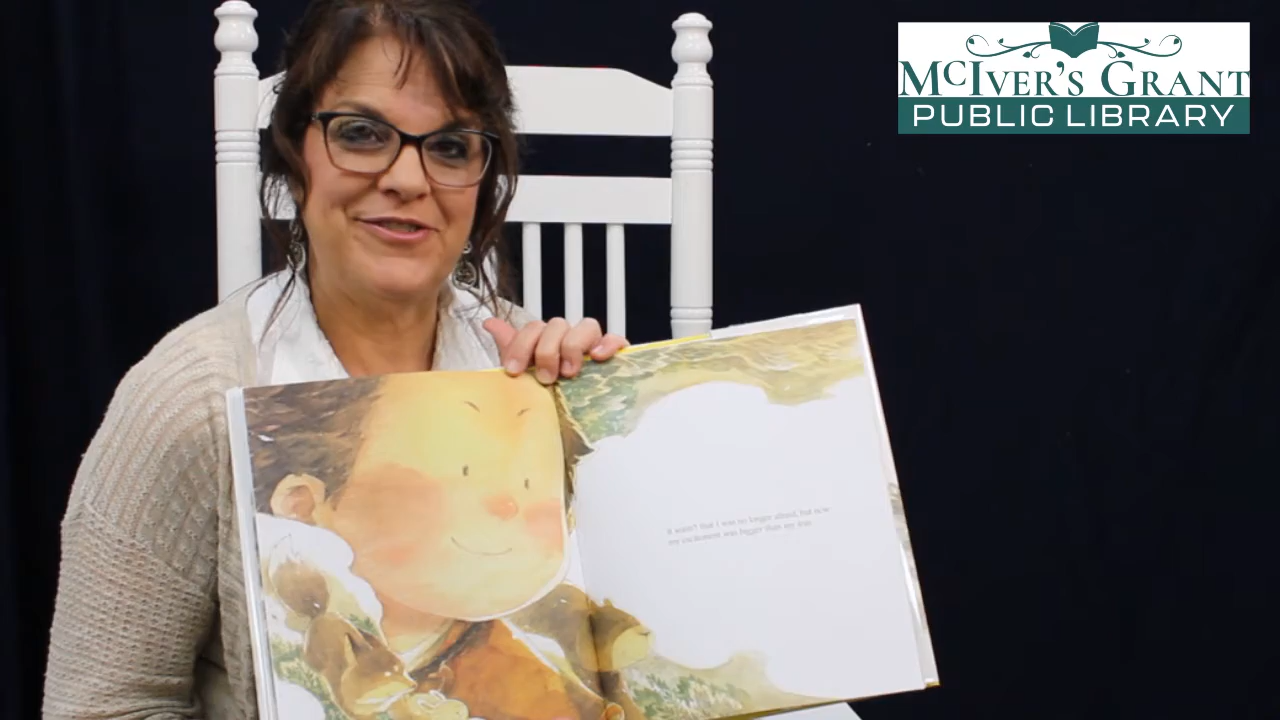 McIver's Grant
PUBLIC LIBRARY
it wasn't that I was no longer afraid, but now
my excitement was bigger than my fear.